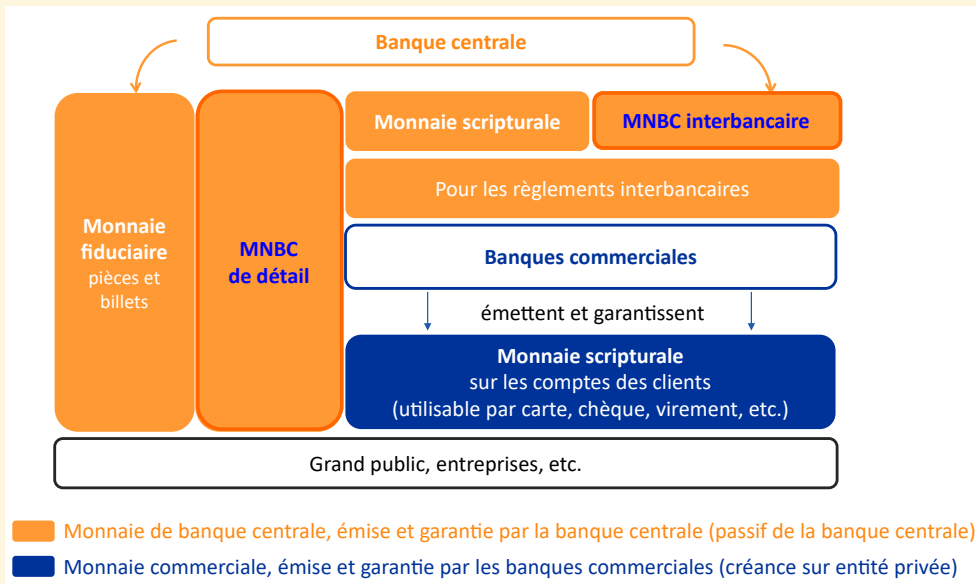 Banque centrale
Monnaie scripturale
MNBC interbancaire
Pour les règlements interbancaires
Monnaie
fiduciaire
pièces et
billets
MNBC
de détail
Banques commerciales
émettent et garantissent
Monnaie scripturale
sur les comptes des clients
(utilisable par carte, chèque, virement, etc.)
Grand public, entreprises, etc.
Monnaie de banque centrale, émise et garantie par la banque centrale (passif de la banque centrale)
Monnaie commerciale, émise et garantie par les banques commerciales (créance sur entité privée)